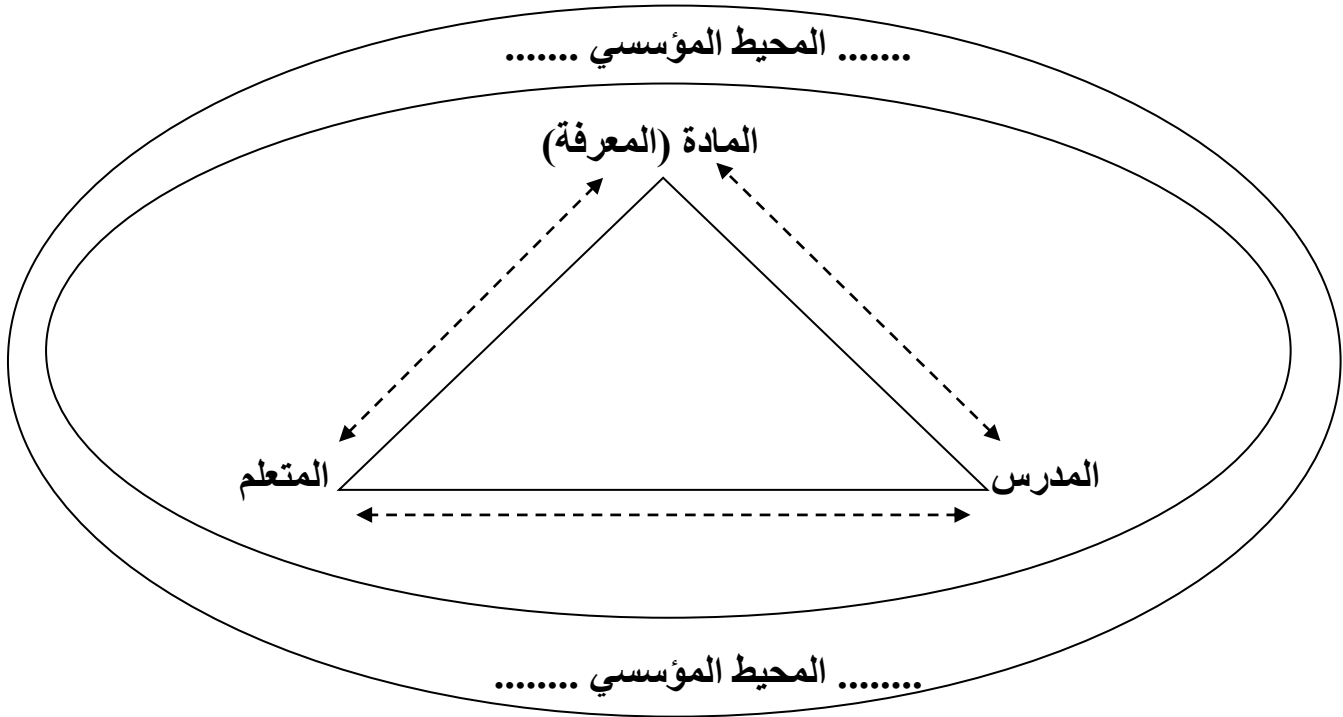 ....... المحيط المؤسسي .......
المادة (المعرفة)
المدرس
المتعلم
........ المحيط المؤسسي ........